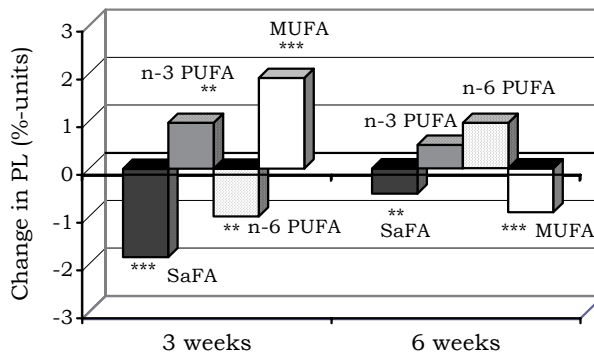 Change in PL (%-units)
3
2
1
0
-1
-2
-3
MUFA
***
n-3 PUFA
**
n-6 PUFA
n-3 PUFA
** n-6 PUFA
**
SaFA
*** MUFA
*** SaFA
3 weeks
6 weeks